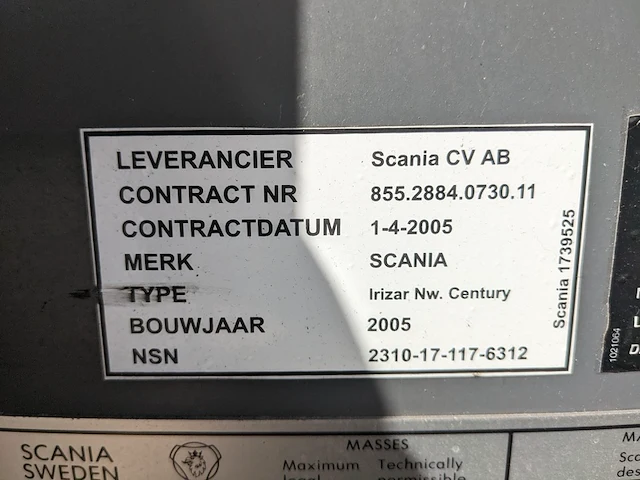 LEVERANCIER Scania CV AB
CONTRACT NR 855.2884.0730.11
CONTRACTDATUM 1-4-2005
MERK SCANIA
TYPE Irizar Nw. Century
BOUWJAAR 2005
NSN 2310-17-117-6312
Scania 1739525
1021064
SCANIA
SWEDEN
MASSES
Maximum Technically
legal permissible